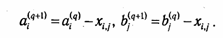 $a_i^{(q+1)} = a_i^{(q)} - x_{i,j},\ b_j^{(q+1)} = b_j^{(q)} - x_{i,j}.$